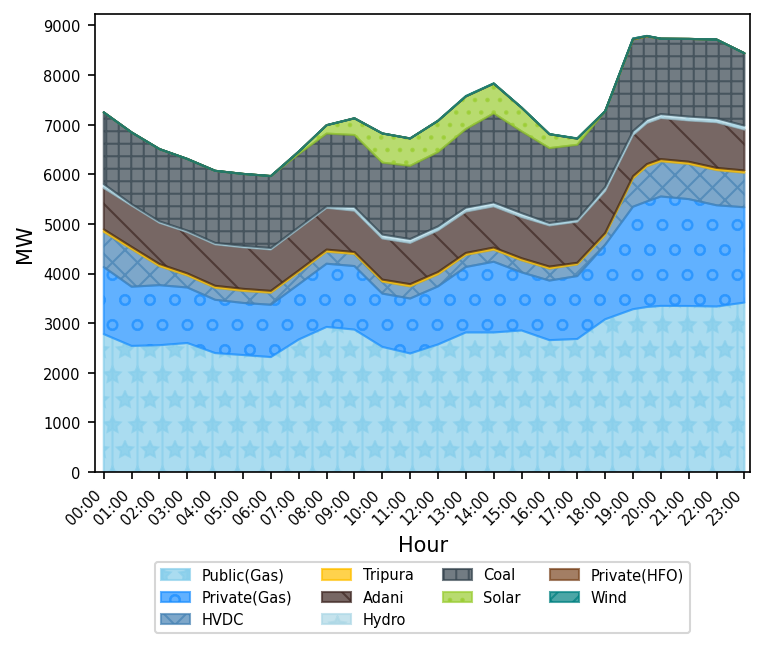 MW
9000
8000
7000
6000
5000
4000
3000
2000
1000
0
00:00 01:00 02:00 03:00 04:00 05:00 06:00 07:00 08:00 09:00 10:00 11:00 12:00 13:00 14:00 15:00 16:00 17:00 18:00 19:00 20:00 21:00 22:00 23:00
Hour
Public(Gas) Tripura Coal Private(HFO)
Private(Gas) Adani Solar Wind
HVDC Hydro